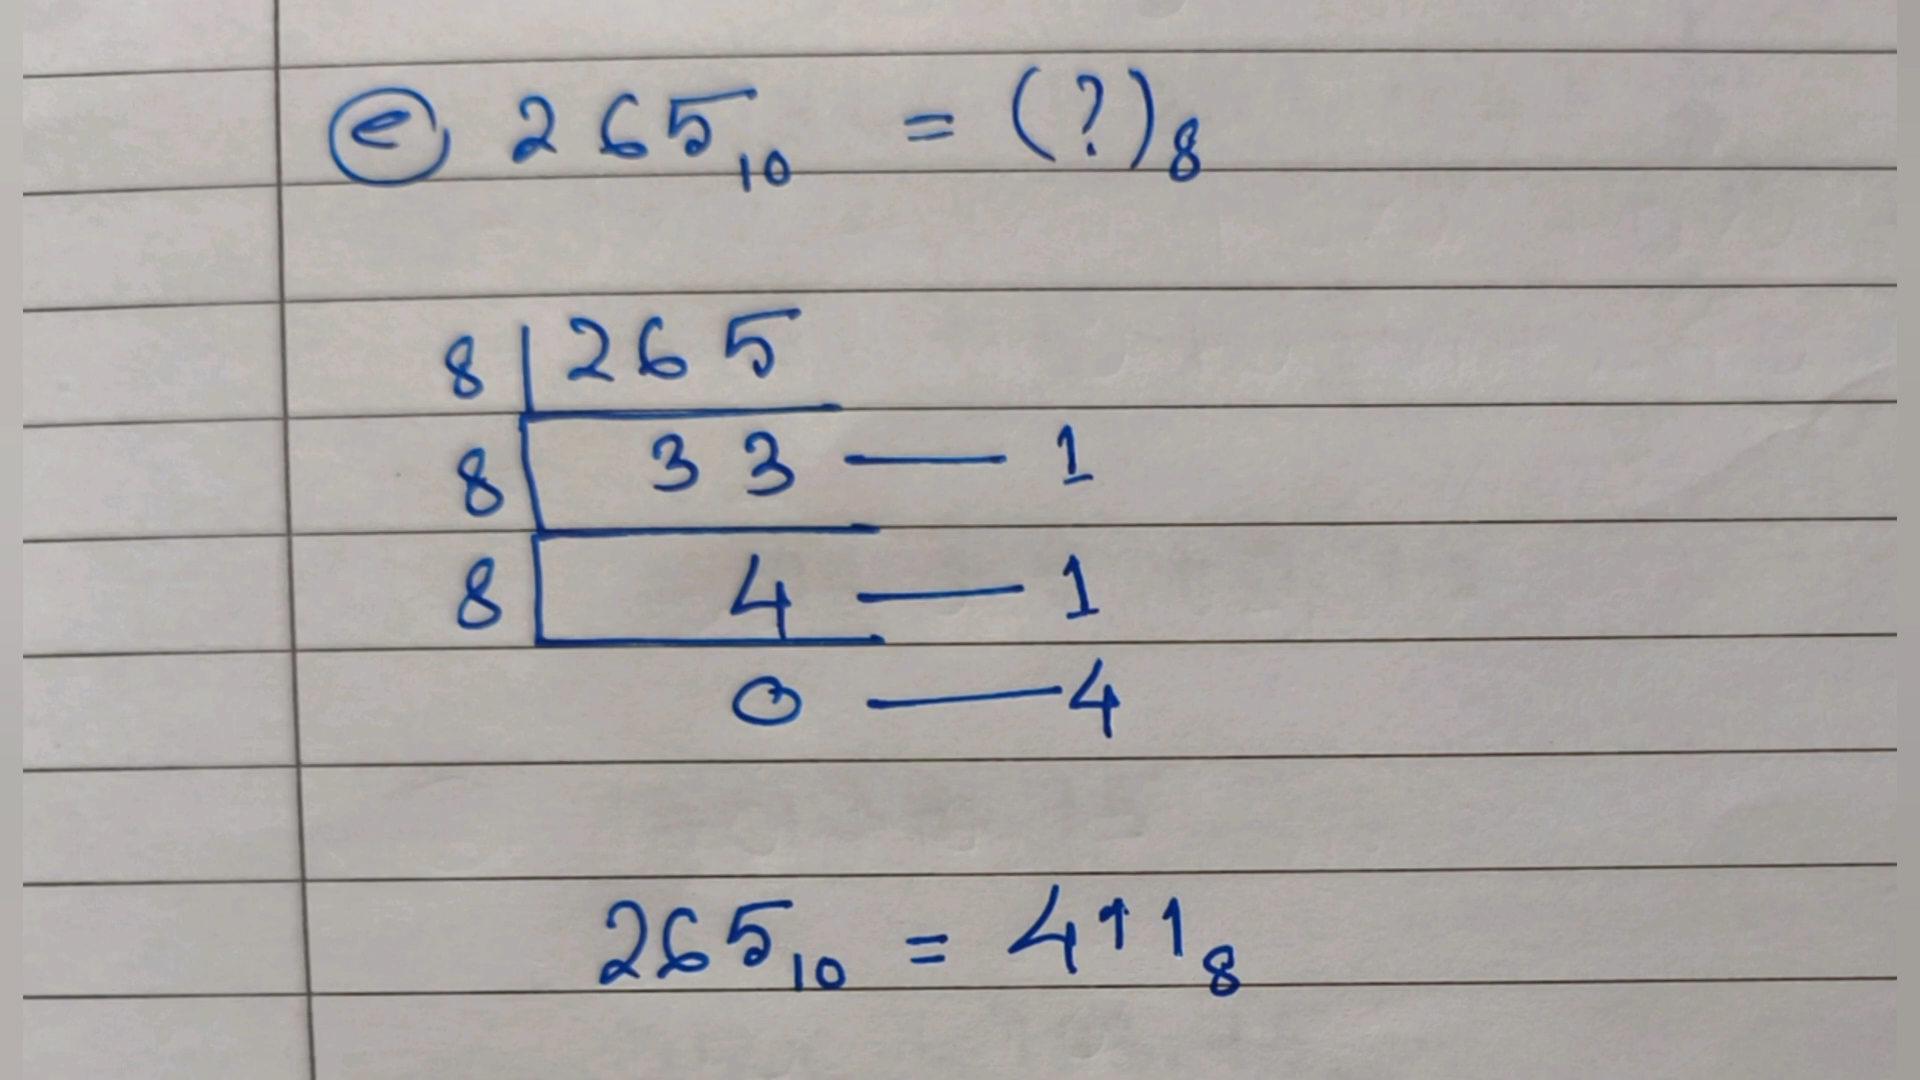 e 265₁₀ = (?)₈
8 265
8 33 — 1
8 4 — 1
0 — 4
265₁₀ = 411₈